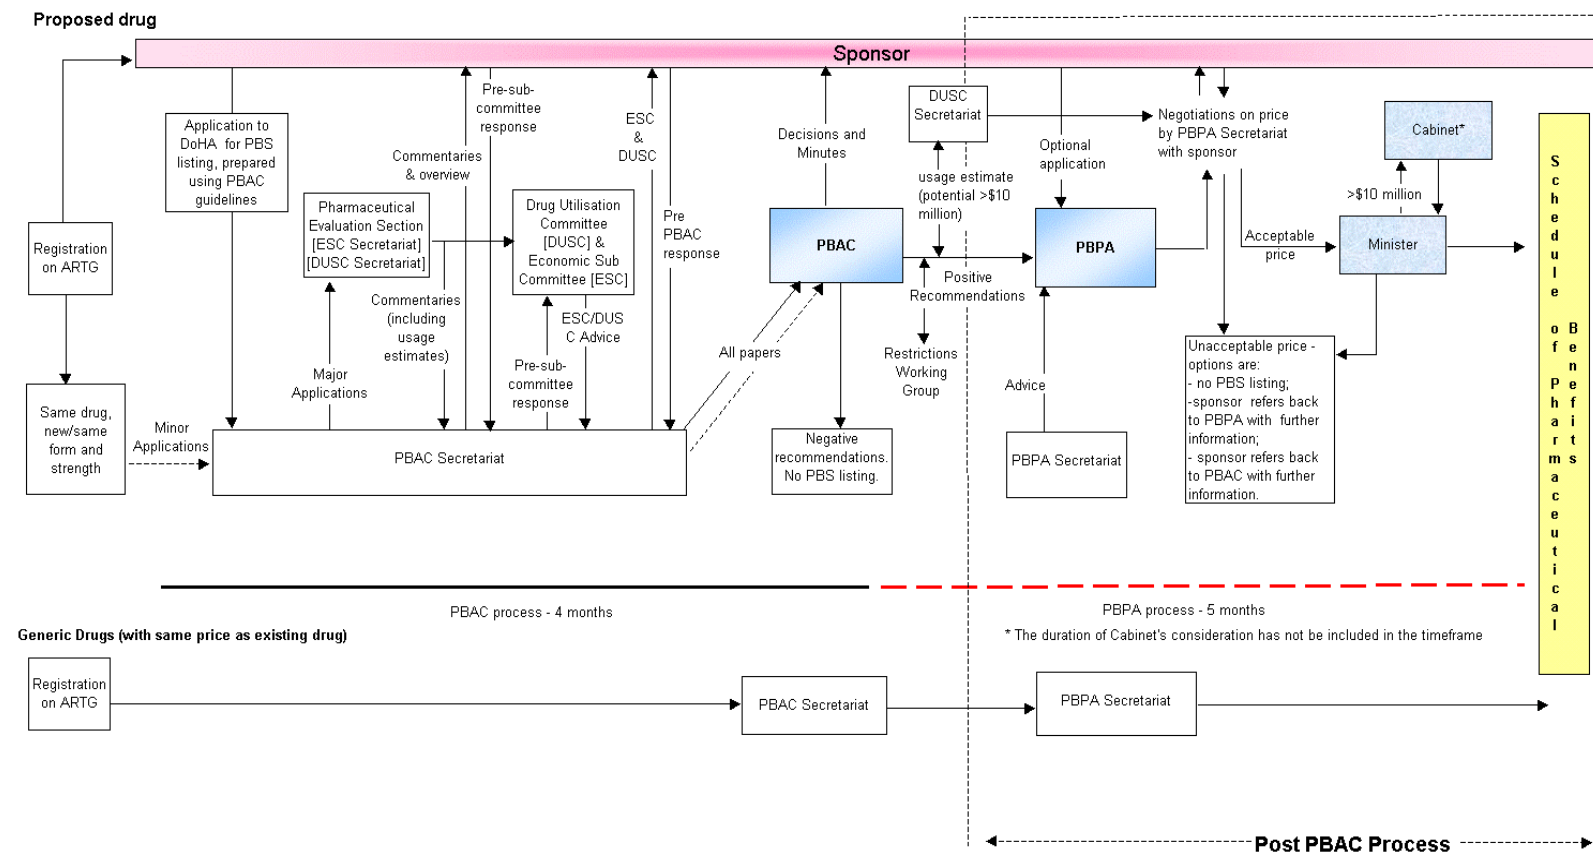 Proposed drug
Sponsor
Application to
DoHA for PBS
listing, prepared
using PBAC
guidelines
Registration
on ARTG
Same drug,
new/same
form and
strength
Minor
Applications
Pharmaceutical
Evaluation Section
[ESC Secretariat]
[DUSC Secretariat]
Major
Applications
Commentaries
& overview
Commentaries
(including
usage
estimates)
Pre-sub-
committee
response
Drug Utilisation
Committee
[DUSC] &
Economic Sub
Committee [ESC]
Pre-sub-
committee
response
ESC/DUS
C Advice
ESC
&
DUSC
Pre
PBAC
response
PBAC Secretariat
All papers
Decisions and
Minutes
PBAC
Negative
recommendations.
No PBS listing.
DUSC
Secretariat
usage estimate
(potential >$10
million)
Positive
Recommendations
Restrictions
Working
Group
Optional
application
PBPA
Advice
PBPA Secretariat
Negotiations on price
by PBPA Secretariat
with sponsor
Acceptable
price
Unacceptable price -
options are:
- no PBS listing;
-sponsor refers back
to PBPA with further
information;
- sponsor refers back
to PBAC with further
information.
Cabinet*
>$10 million
Minister
Schedule of Pharmaceutical
Benefits
PBAC process - 4 months
PBPA process - 5 months
* The duration of Cabinet's consideration has not be included in the timeframe
Generic Drugs (with same price as existing drug)
Registration
on ARTG
PBAC Secretariat
PBPA Secretariat
Post PBAC Process